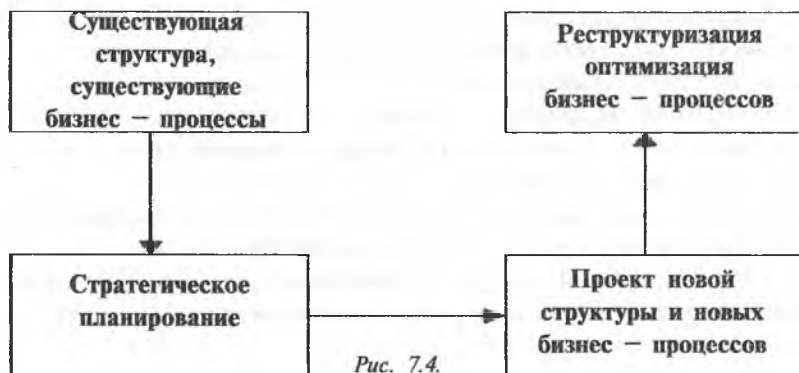 Существующая
структура,
существующие
бизнес — процессы
Реструктуризация
оптимизация
бизнес — процессов
Стратегическое
планирование
Проект новой
структуры и новых
бизнес — процессов
Рис. 7.4.